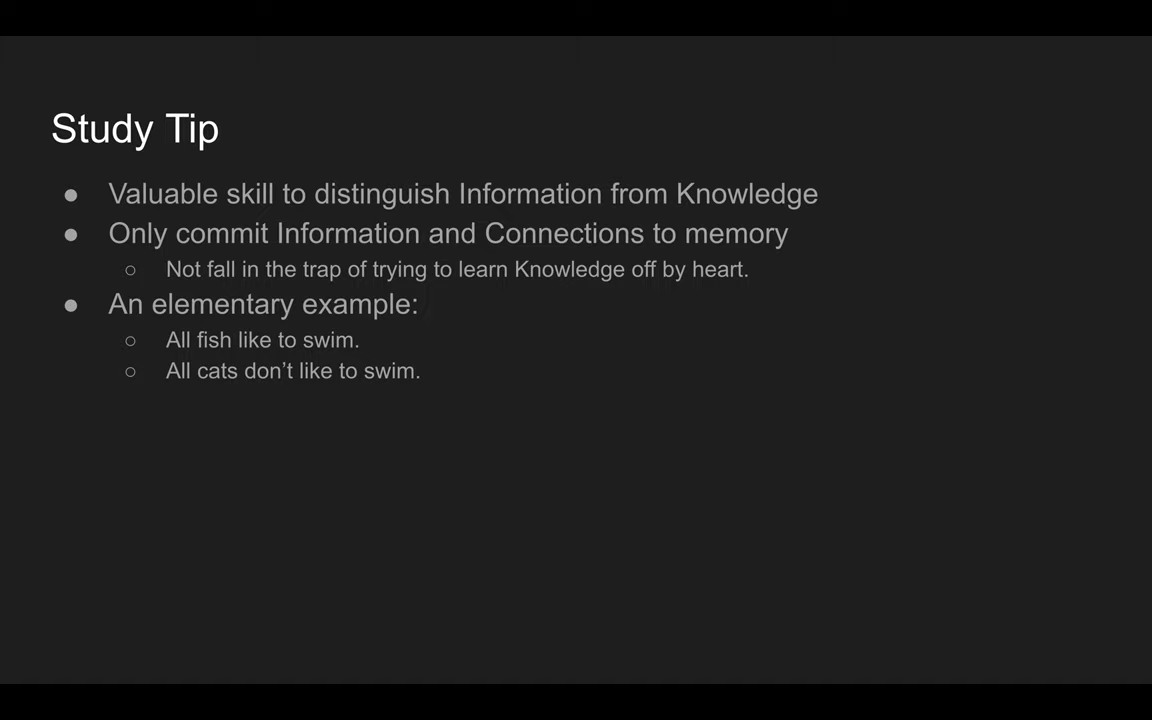 Study Tip
● Valuable skill to distinguish Information from Knowledge
● Only commit Information and Connections to memory
○ Not fall in the trap of trying to learn Knowledge off by heart.
● An elementary example:
○ All fish like to swim.
○ All cats don’t like to swim.